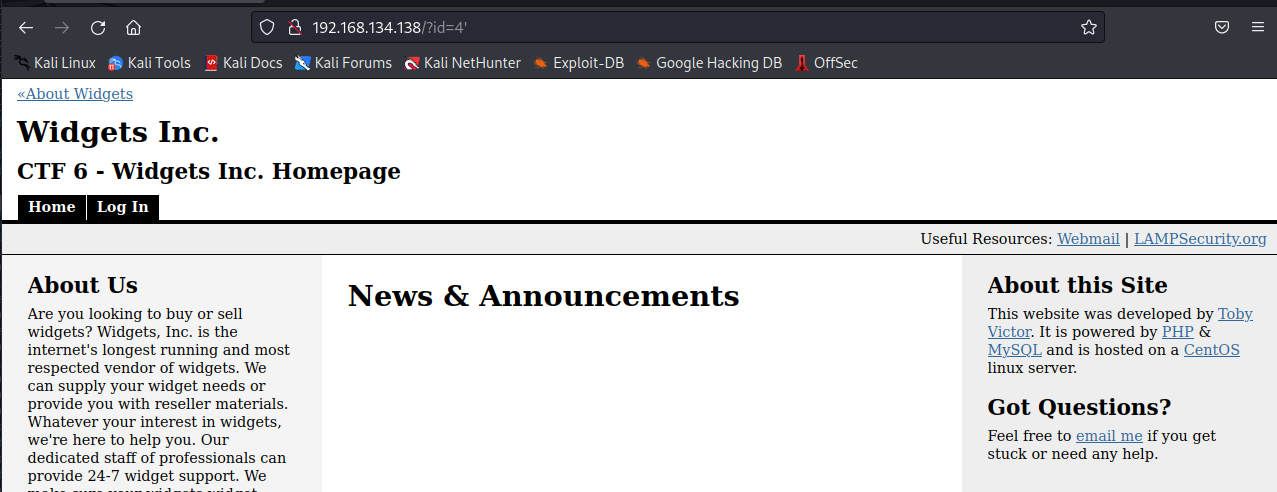 192.168.134.138/?id=4'
Kali Linux Kali Tools Kali Docs Kali Forums Kali NetHunter Exploit-DB Google Hacking DB OffSec
«About Widgets
Widgets Inc.
CTF 6 - Widgets Inc. Homepage
Home Log In
Useful Resources: Webmail | LAMPSecurity.org
About Us
Are you looking to buy or sell
widgets? Widgets, Inc. is the
internet's longest running and most
respected vendor of widgets. We
can supply your widget needs or
provide you with reseller materials.
Whatever your interest in widgets,
we're here to help you. Our
dedicated staff of professionals can
provide 24-7 widget support. We
News & Announcements
About this Site
This website was developed by Toby
Victor. It is powered by PHP &
MySQL and is hosted on a CentOS
linux server.
Got Questions?
Feel free to email me if you get
stuck or need any help.